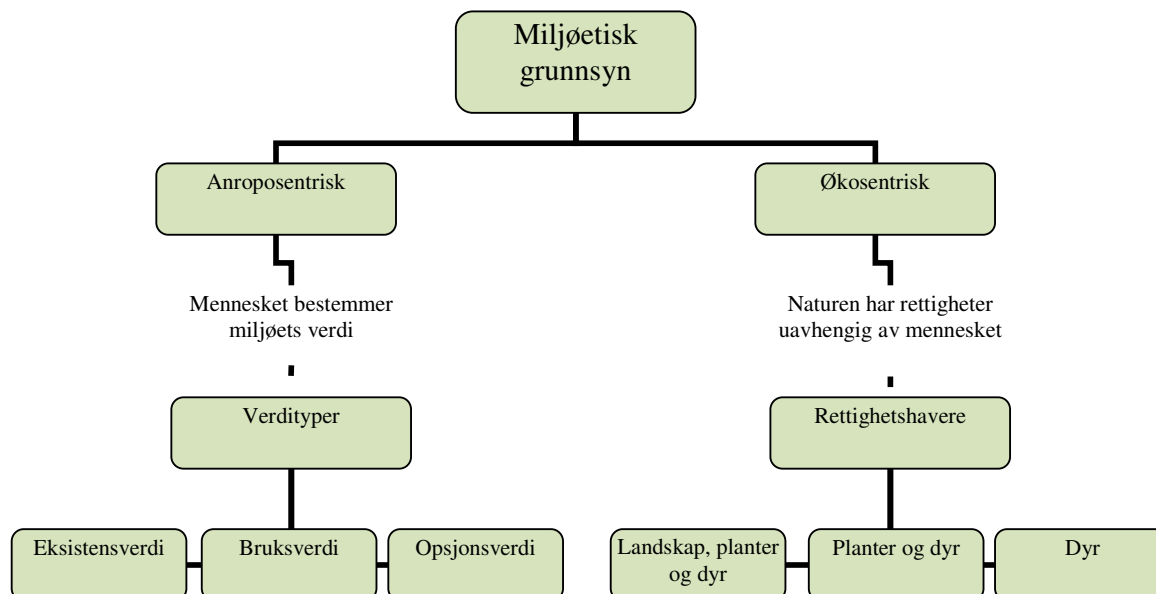 Miljøetisk
grunnsyn
Anroposentrisk
Økosentrisk
Mennesket bestemmer
miljøets verdi
Naturen har rettigheter
uavhengig av mennesket
Verdityper
Rettighetshavere
Eksistensverdi
Bruksverdi
Opsjonsverdi
Landskap, planter
og dyr
Planter og dyr
Dyr